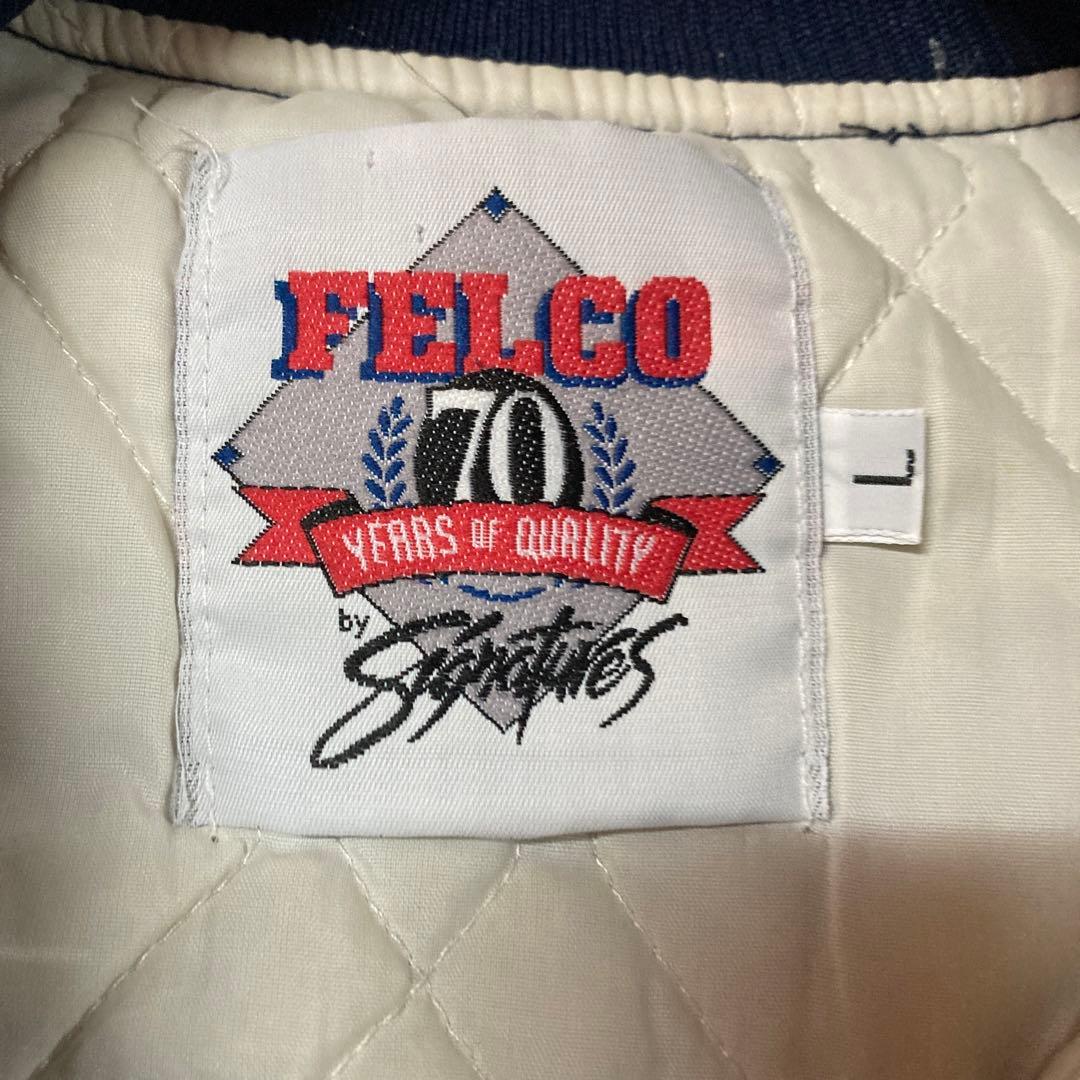 FELCO
70
YEARS OF QUALITY
by Signatures
L